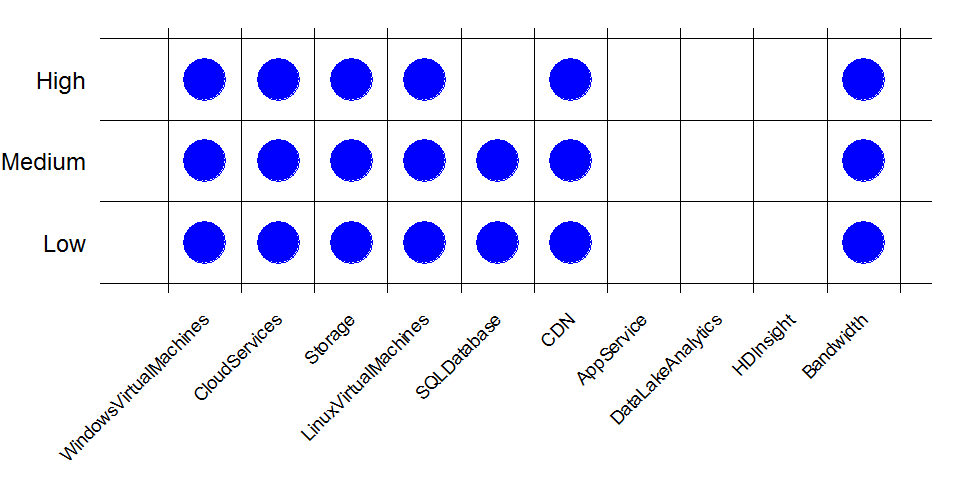 High
Medium
Low
WindowsVirtualMachines
CloudServices
Storage
LinuxVirtualMachines
SQLDatabase
CDN
AppService
DataLakeAnalytics
HDInsight
Bandwidth